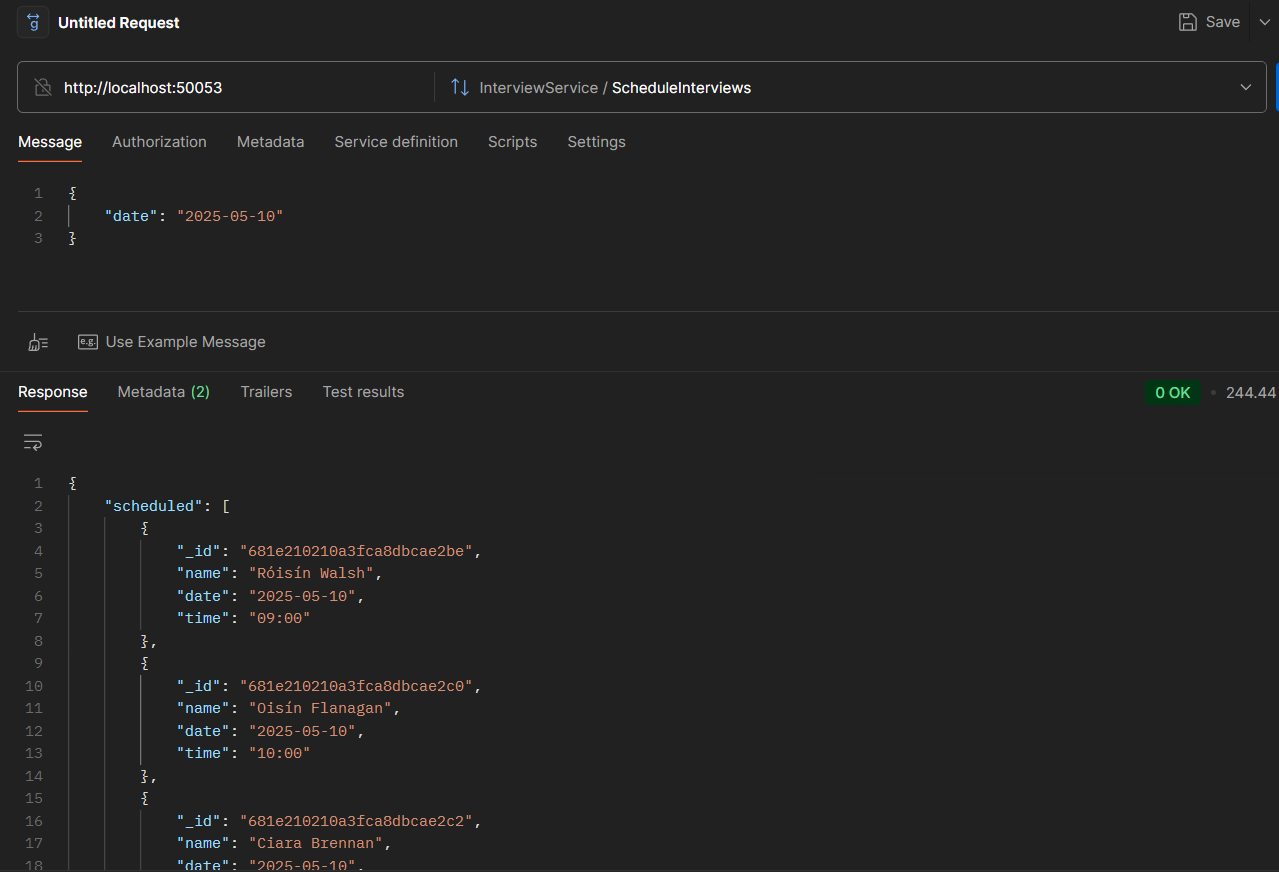 g Untitled Request Save
http://localhost:50053 InterviewService / ScheduleInterviews
Message Authorization Metadata Service definition Scripts Settings
1 {
2 "date": "2025-05-10"
3 }
e.g. Use Example Message
Response Metadata (2) Trailers Test results 0 OK • 244.44
1 {
2 "scheduled": [
3 {
4 "_id": "681e210210a3fca8dbcae2be",
5 "name": "Róisín Walsh",
6 "date": "2025-05-10",
7 "time": "09:00"
8 },
9 {
10 "_id": "681e210210a3fca8dbcae2c0",
11 "name": "Oisín Flanagan",
12 "date": "2025-05-10",
13 "time": "10:00"
14 },
15 {
16 "_id": "681e210210a3fca8dbcae2c2",
17 "name": "Ciara Brennan",
18 "date": "2025-05-10",